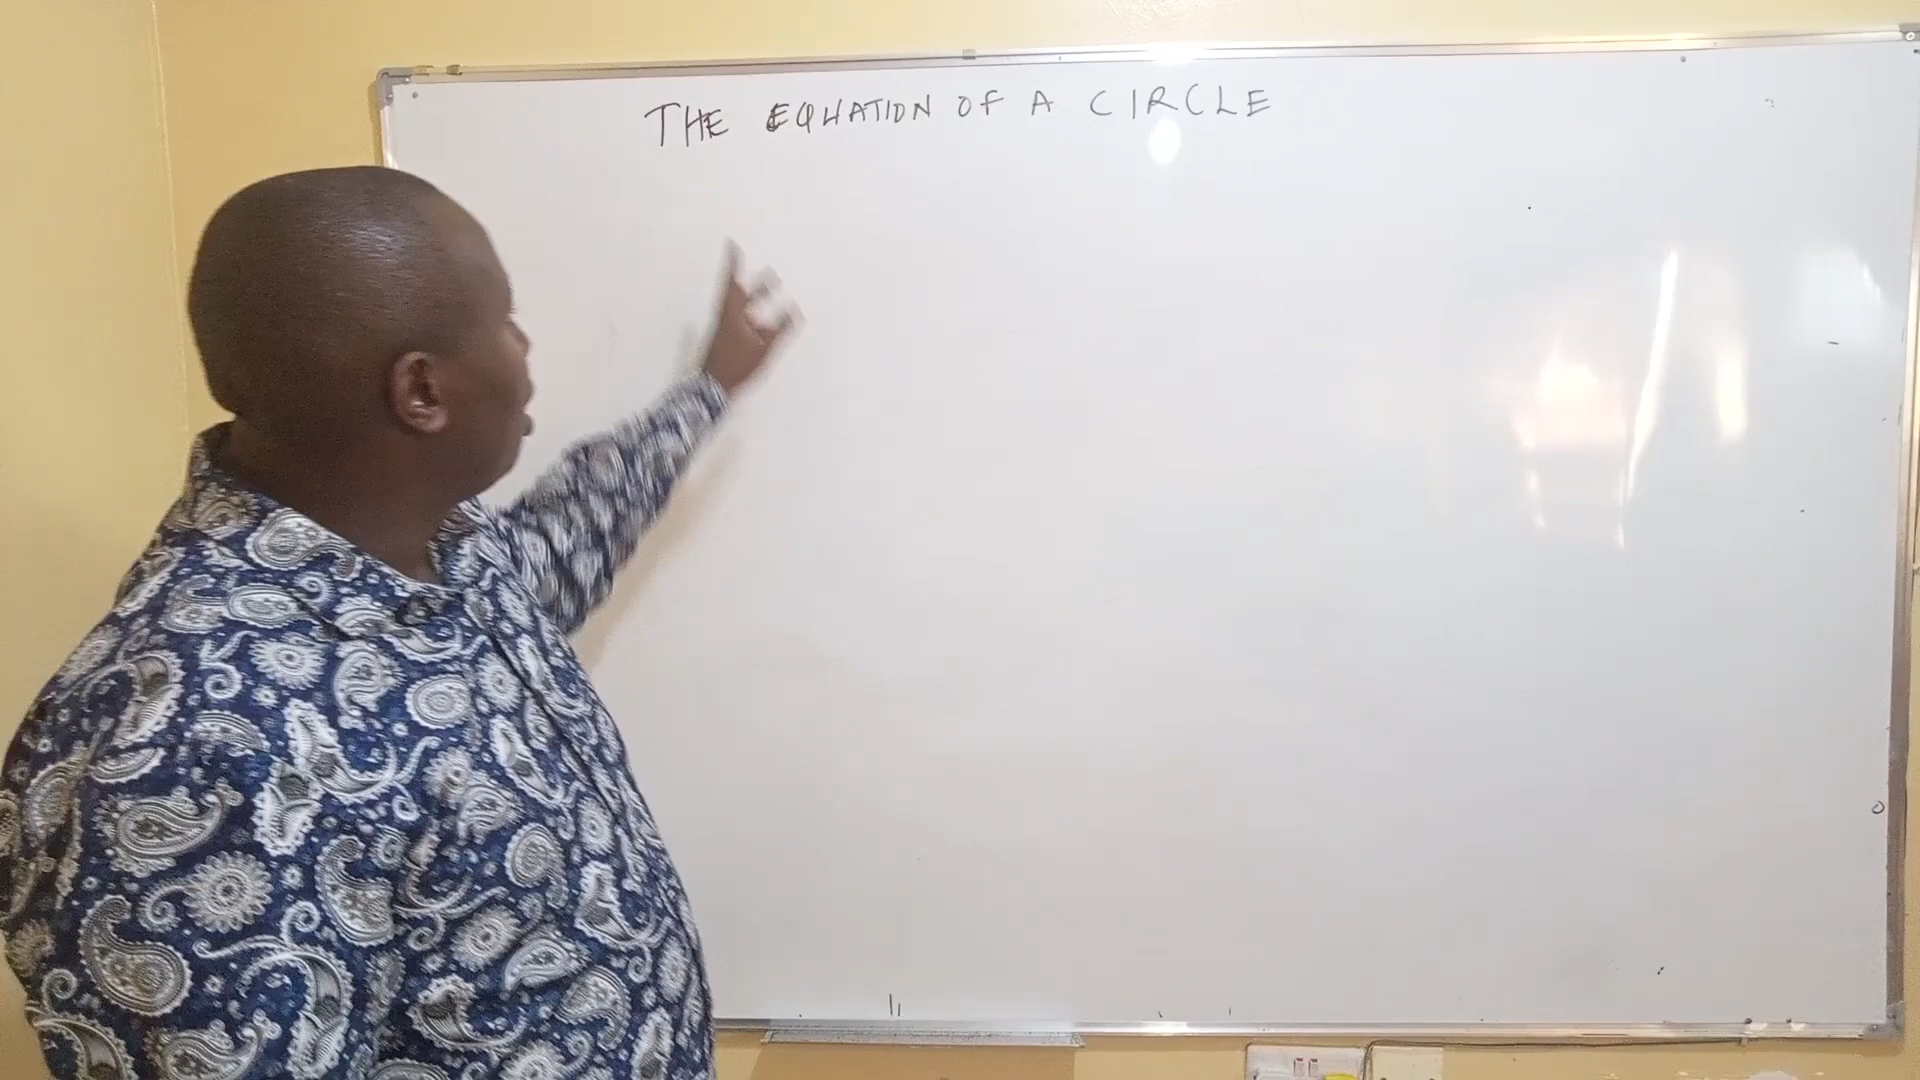 THE EQUATION OF A CIRCLE